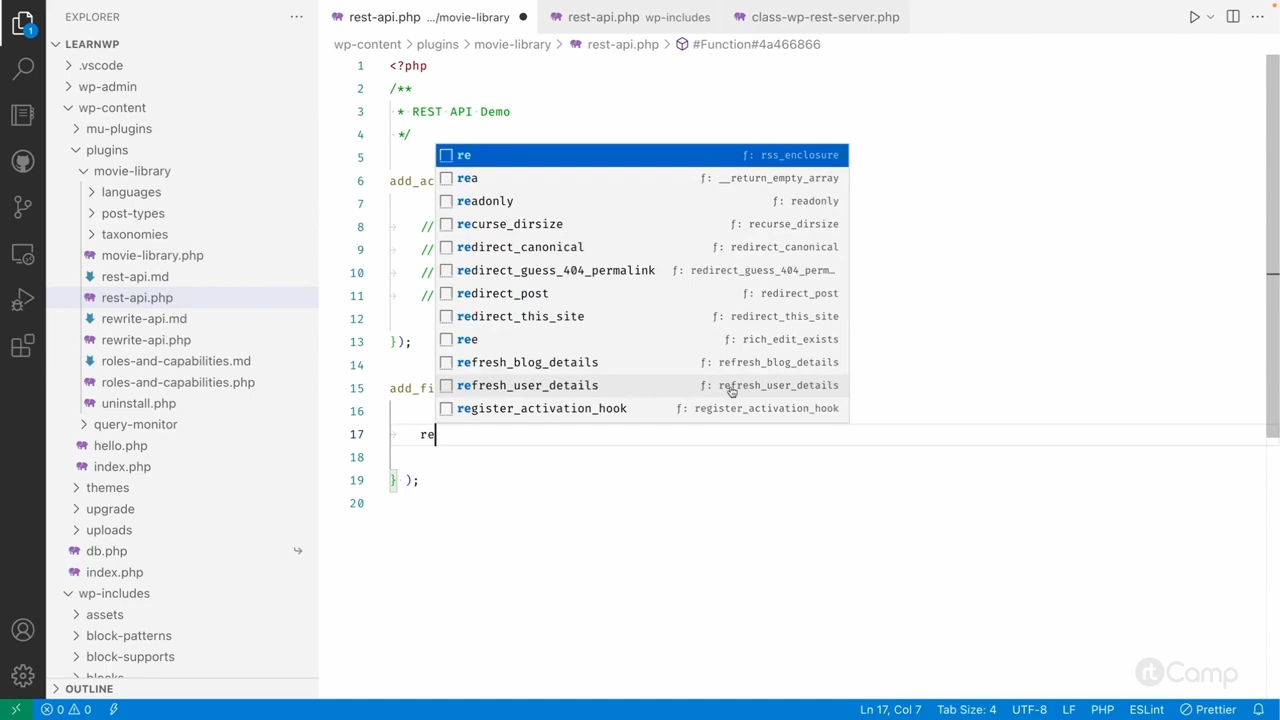 EXPLORER
1
LEARNWP
.vscode
wp-admin
wp-content
mu-plugins
plugins
movie-library
languages
post-types
taxonomies
movie-library.php
rest-api.md
rest-api.php
rewrite-api.md
rewrite-api.php
roles-and-capabilities.md
roles-and-capabilities.php
uninstall.php
query-monitor
hello.php
index.php
themes
upgrade
uploads
db.php
index.php
wp-includes
assets
block-patterns
block-supports
blocks
OUTLINE
rest-api.php .../movie-library
rest-api.php wp-includes
class-wp-rest-server.php
wp-content > plugins > movie-library > rest-api.php > #Function#4a466866
1 <?php
2 /**
3 * REST API Demo
4 */
5
6 add_ac
7
8 //
9 //
10 //
11 //
12
13 });
14
15 add_fi
16
17 re
18
19 } );
20
re ƒ: rss_enclosure
rea ƒ: __return_empty_array
readonly ƒ: readonly
recurse_dirsize ƒ: recurse_dirsize
redirect_canonical ƒ: redirect_canonical
redirect_guess_404_permalink ƒ: redirect_guess_404_perm…
redirect_post ƒ: redirect_post
redirect_this_site ƒ: redirect_this_site
ree ƒ: rich_edit_exists
refresh_blog_details ƒ: refresh_blog_details
refresh_user_details ƒ: refresh_user_details
register_activation_hook ƒ: register_activation_hook
rtCamp
0 0 Ln 17, Col 7 Tab Size: 4 UTF-8 LF PHP ESLint Prettier